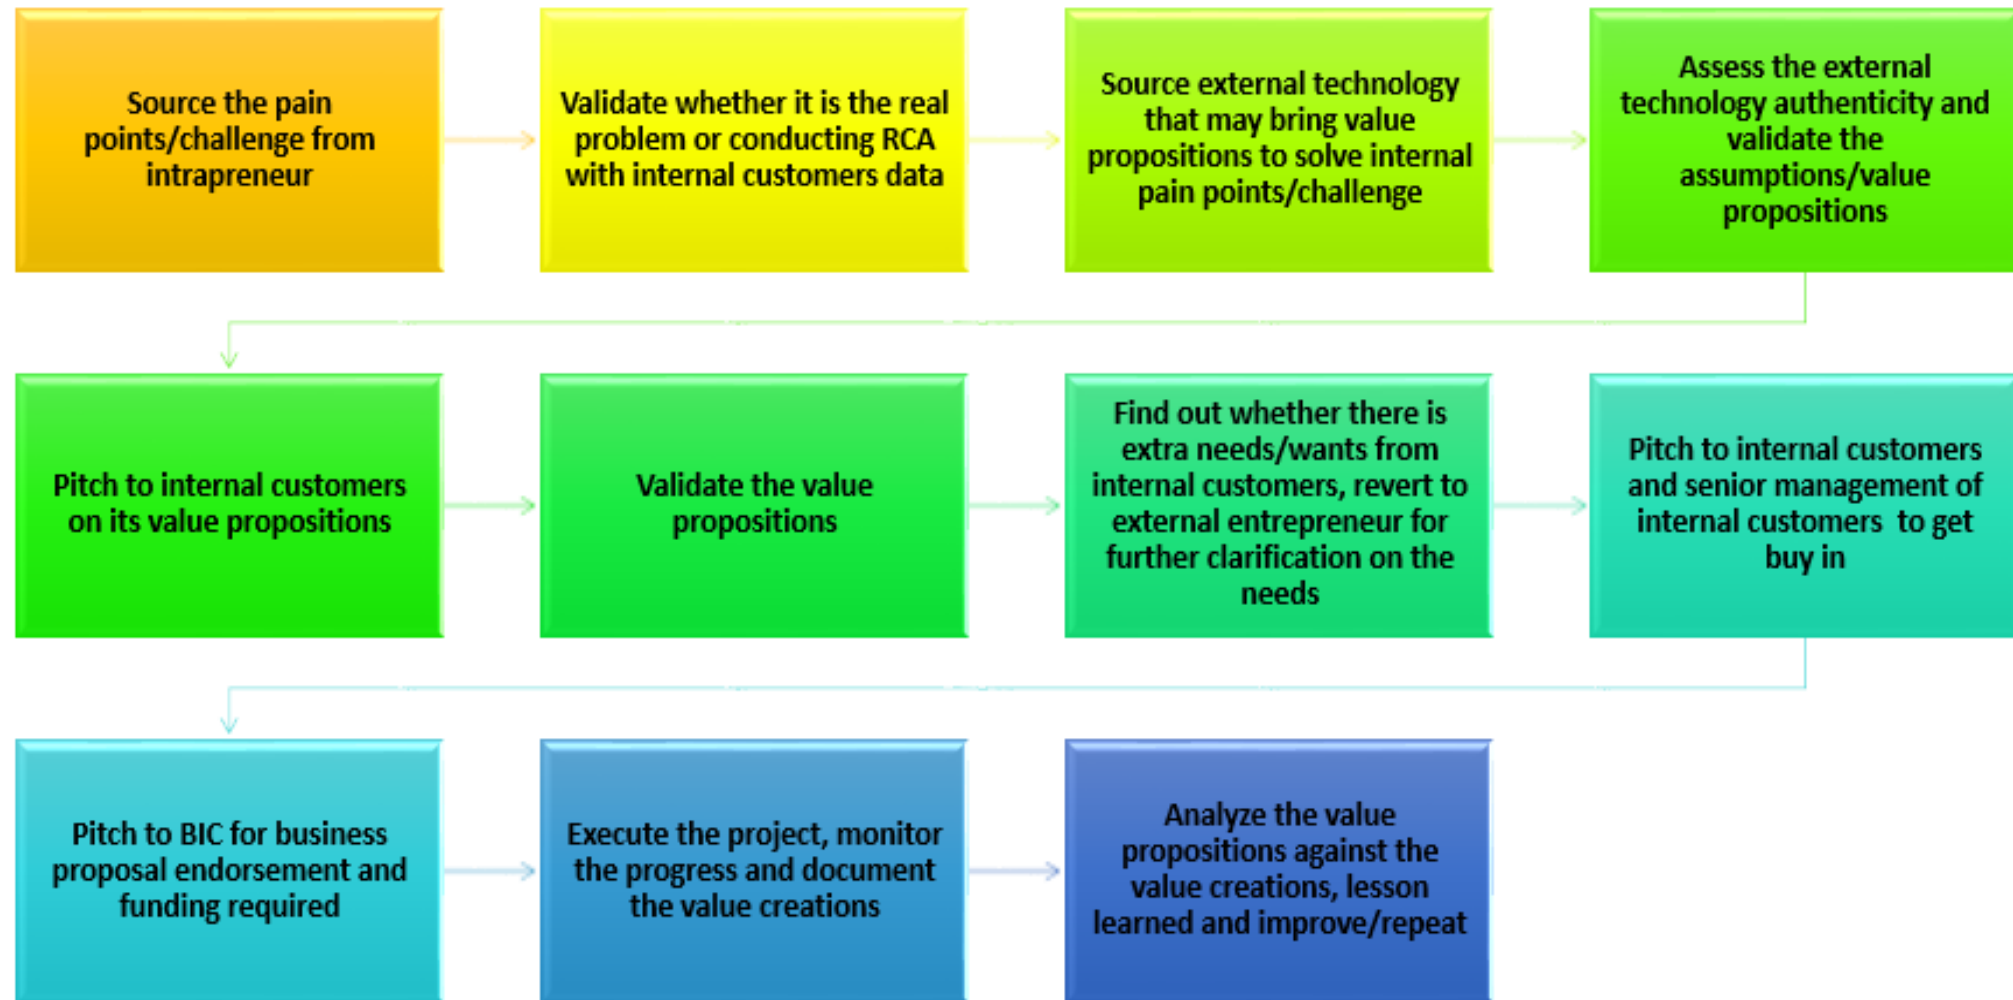 Source the pain
points/challenge from
intrapreneur
Validate whether it is the real
problem or conducting RCA
with internal customers data
Source external technology
that may bring value
propositions to solve internal
pain points/challenge
Assess the external
technology authenticity and
validate the
assumptions/value
propositions
Pitch to internal customers
on its value propositions
Validate the value
propositions
Find out whether there is
extra needs/wants from
internal customers, revert to
external entrepreneur for
further clarification on the
needs
Pitch to internal customers
and senior management of
internal customers to get
buy in
Pitch to BIC for business
proposal endorsement and
funding required
Execute the project, monitor
the progress and document
the value creations
Analyze the value
propositions against the
value creations, lesson
learned and improve/repeat